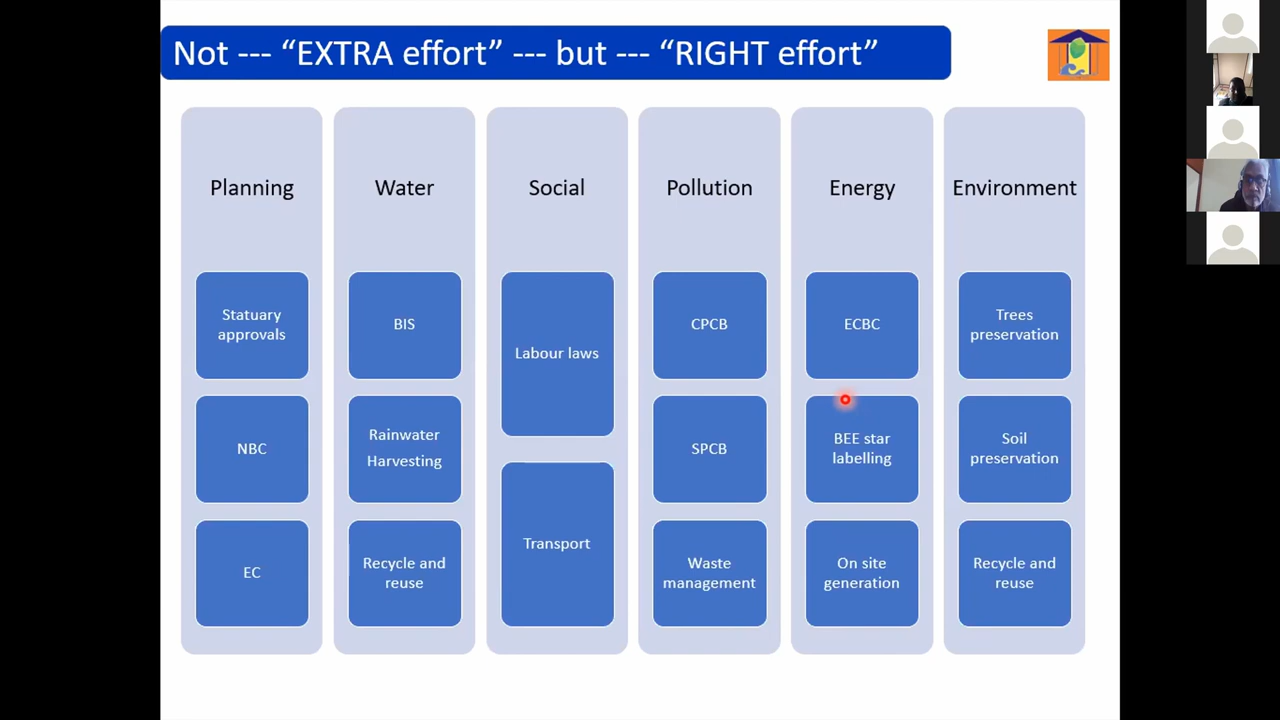 Not --- “EXTRA effort” --- but --- “RIGHT effort”
Planning
Statuary
approvals
NBC
EC
Water
BIS
Rainwater
Harvesting
Recycle and
reuse
Social
Labour laws
Transport
Pollution
CPCB
SPCB
Waste
management
Energy
ECBC
BEE star
labelling
On site
generation
Environment
Trees
preservation
Soil
preservation
Recycle and
reuse